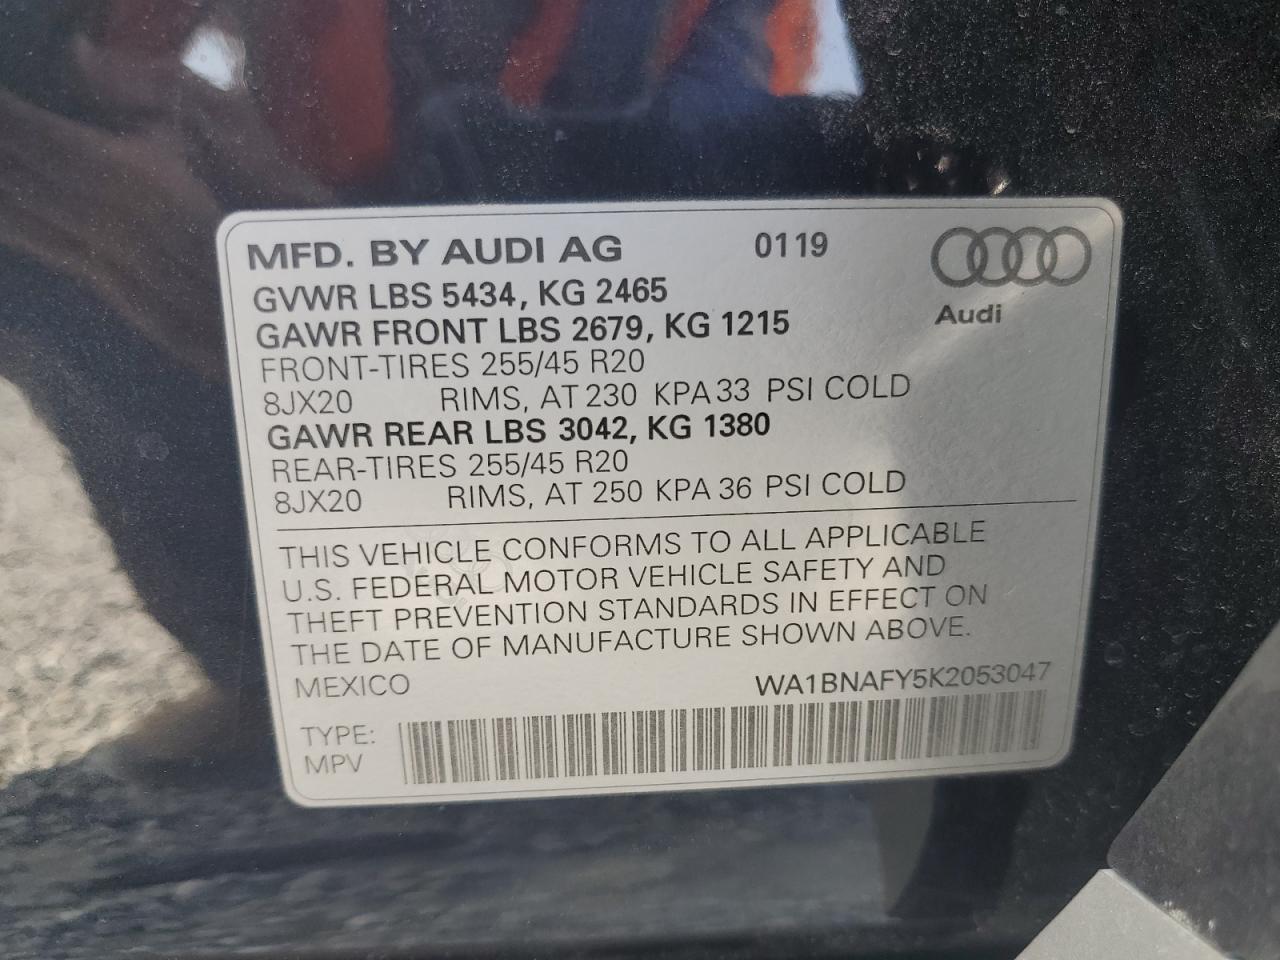 MFD. BY AUDI AG 0119
Audi
GVWR LBS 5434, KG 2465
GAWR FRONT LBS 2679, KG 1215
FRONT-TIRES 255/45 R20
8JX20 RIMS, AT 230 KPA 33 PSI COLD
GAWR REAR LBS 3042, KG 1380
REAR-TIRES 255/45 R20
8JX20 RIMS, AT 250 KPA 36 PSI COLD
THIS VEHICLE CONFORMS TO ALL APPLICABLE
U.S. FEDERAL MOTOR VEHICLE SAFETY AND
THEFT PREVENTION STANDARDS IN EFFECT ON
THE DATE OF MANUFACTURE SHOWN ABOVE.
MEXICO WA1BNAFY5K2053047
TYPE:
MPV